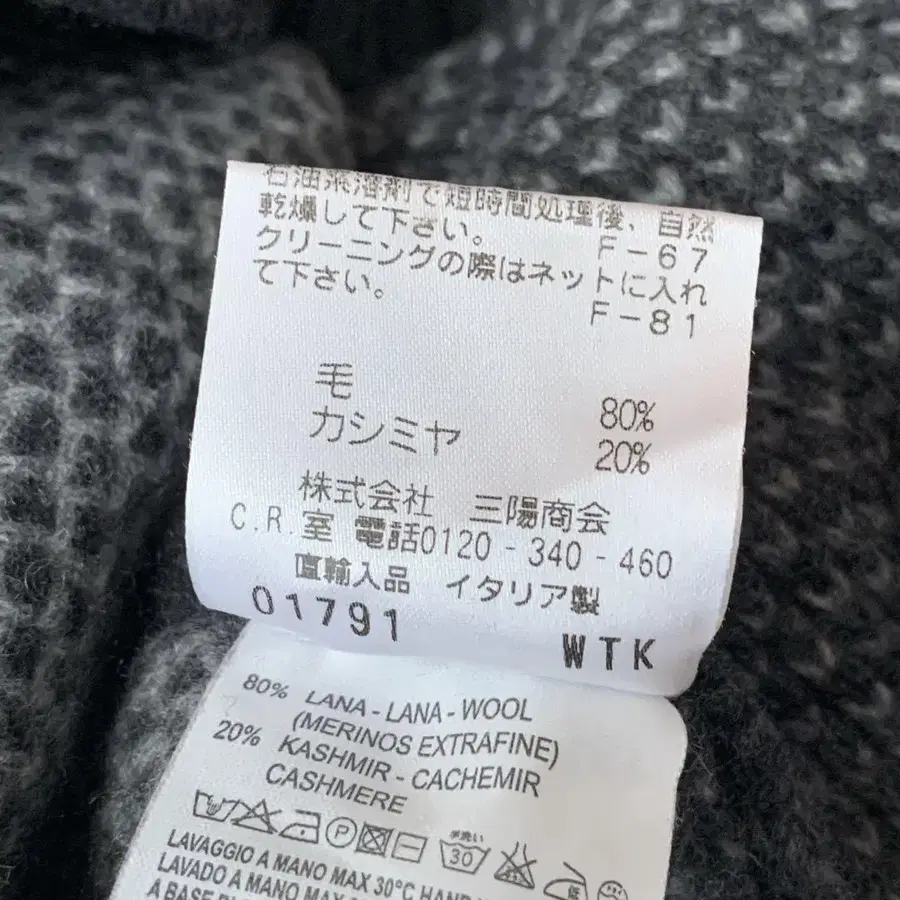 石油系溶剤で短時間処理後、自然
乾燥して下さい。 F-67
クリーニングの際はネットに入れ
て下さい。 F-81
毛 80%
カシミヤ 20%
株式会社 三陽商会
C.R.室 電話0120-340-460
直輸入品 イタリア製
01791 WTK
80% LANA - LANA - WOOL
(MERINOS EXTRAFINE)
20% KASHMIR - CACHEMIR
CASHMERE
P
手洗い
30
低
LAVAGGIO A MANO MAX 30°C HAND
LAVADO A MANO MAX
A BASE DI